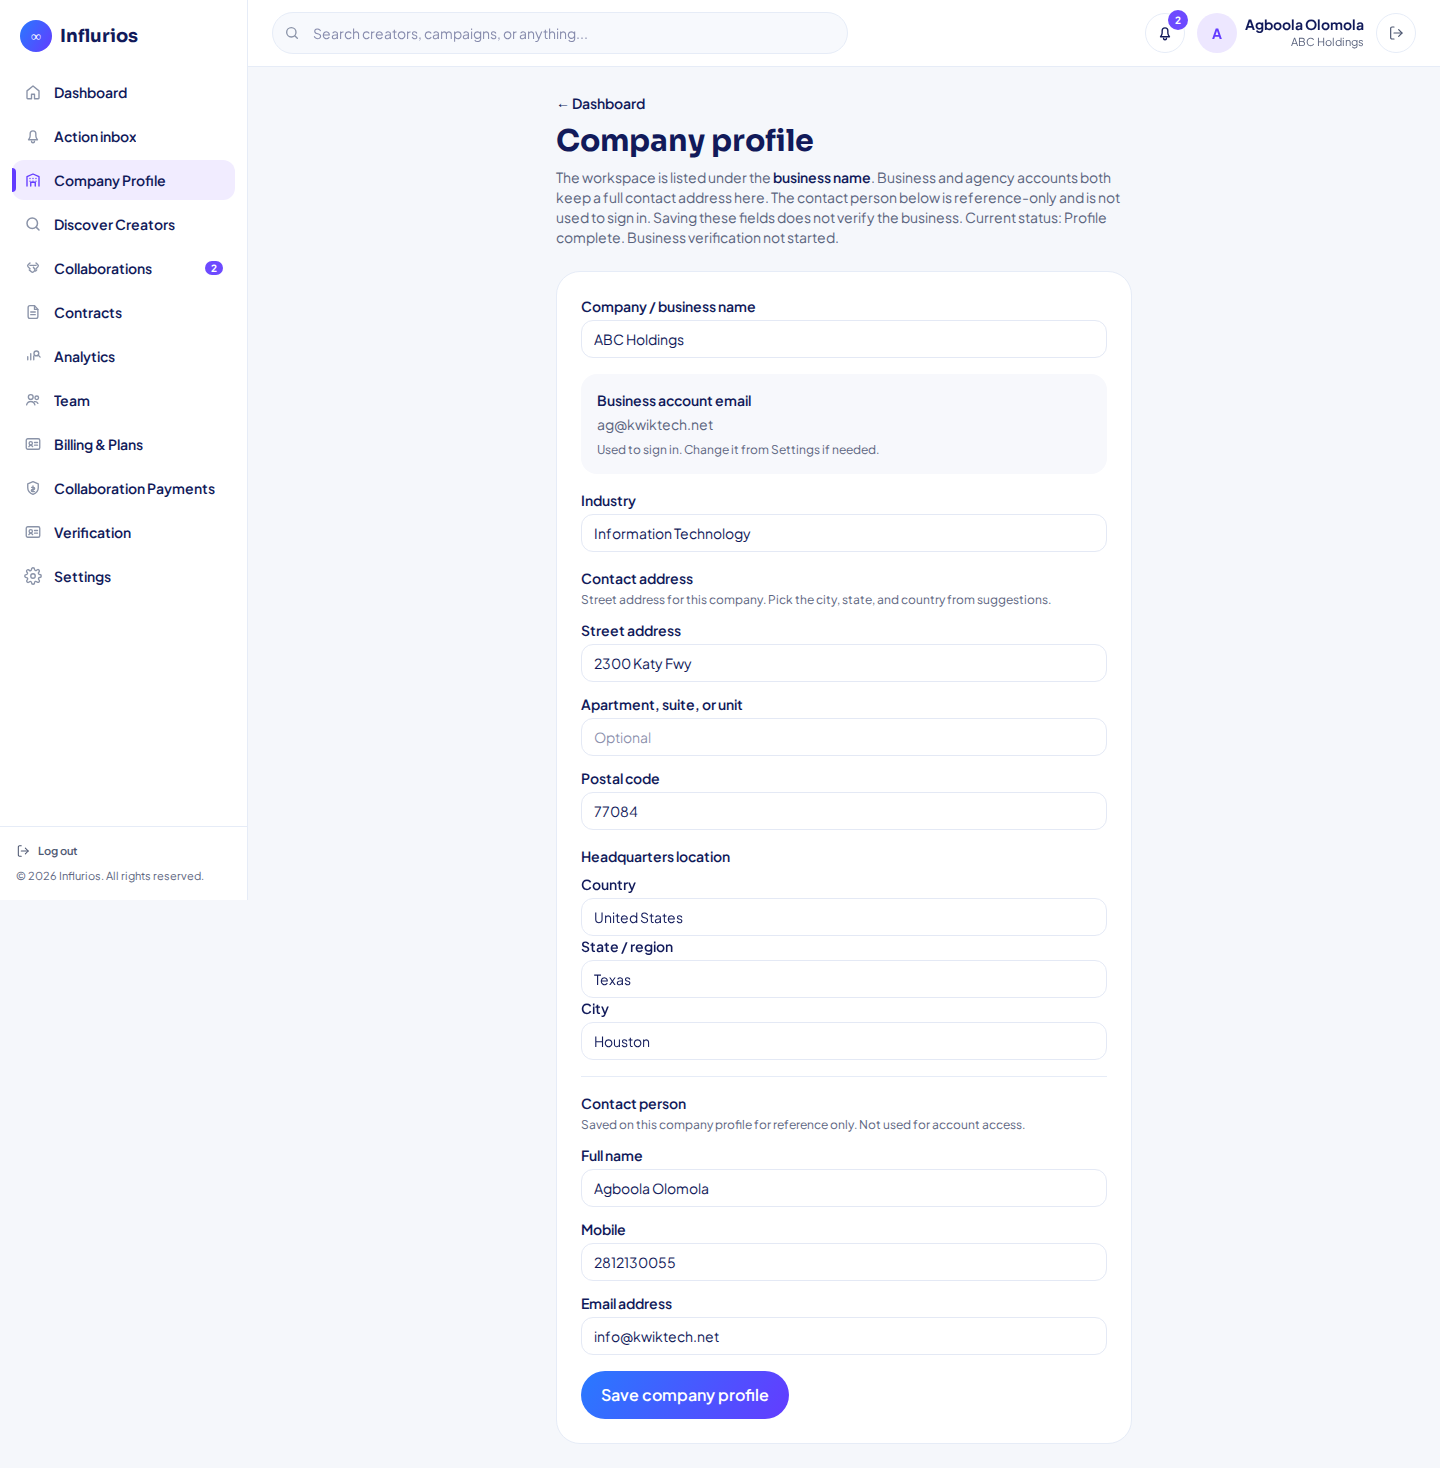 ∞ Influrios
Search creators, campaigns, or anything...
2
A
Agboola Olomola
ABC Holdings
Dashboard
Action inbox
Company Profile
Discover Creators
Collaborations 2
Contracts
Analytics
Team
Billing & Plans
Collaboration Payments
Verification
Settings
Log out
© 2026 Influrios. All rights reserved.
← Dashboard
Company profile
The workspace is listed under the business name. Business and agency accounts both
keep a full contact address here. The contact person below is reference-only and is not
used to sign in. Saving these fields does not verify the business. Current status: Profile
complete. Business verification not started.
Company / business name
ABC Holdings
Business account email
ag@kwiktech.net
Used to sign in. Change it from Settings if needed.
Industry
Information Technology
Contact address
Street address for this company. Pick the city, state, and country from suggestions.
Street address
2300 Katy Fwy
Apartment, suite, or unit
Optional
Postal code
77084
Headquarters location
Country
United States
State / region
Texas
City
Houston
Contact person
Saved on this company profile for reference only. Not used for account access.
Full name
Agboola Olomola
Mobile
2812130055
Email address
info@kwiktech.net
Save company profile